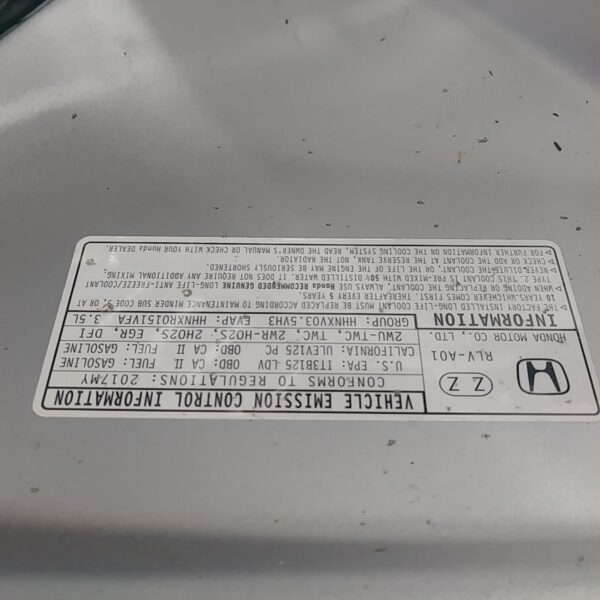 VEHICLE EMISSION CONTROL INFORMATION
CONFORMS TO REGULATIONS: 2017MY
U.S. EPA: T3B125 LDV OBD: CA II FUEL: GASOLINE
CALIFORNIA: ULEV125 PC OBD: CA II FUEL: GASOLINE
2WU-TWC, TWC, 2WR-HO2S, 2HO2S, EGR, DFI
GROUP: HHNXV03.5VH3 EVAP: HHNXR0151VFA 3.5L
Z Z
RLV-A01
HONDA MOTOR CO., LTD.
INFORMATION
FACTORY INSTALLED LONG-LIFE COOLANT MUST BE REPLACED ACCORDING TO MAINTENANCE MINDER SUB CODE 5, OR AT
10 YEARS WHICHEVER COMES FIRST. THEREAFTER EVERY 5 YEARS
WHEN ADDING OR REPLACING THE COOLANT, ALWAYS USE RECOMMENDED GENUINE Honda LONG-LIFE ANTI-FREEZE/COOLANT
TYPE 2. THIS COOLANT IS PRE-MIXED WITH 50% DISTILLED WATER. IT DOES NOT REQUIRE ANY ADDITIONAL MIXING
NEVER DILUTE THE COOLANT, OR THE LIFE OF THE ENGINE MAY BE SERIOUSLY SHORTENED.
CHECK OR ADD THE COOLANT AT THE RESERVE TANK, NOT THE RADIATOR.
FOR FURTHER INFORMATION ON THE COOLING SYSTEM, READ THE OWNER'S MANUAL OR CHECK WITH YOUR Honda DEALER.